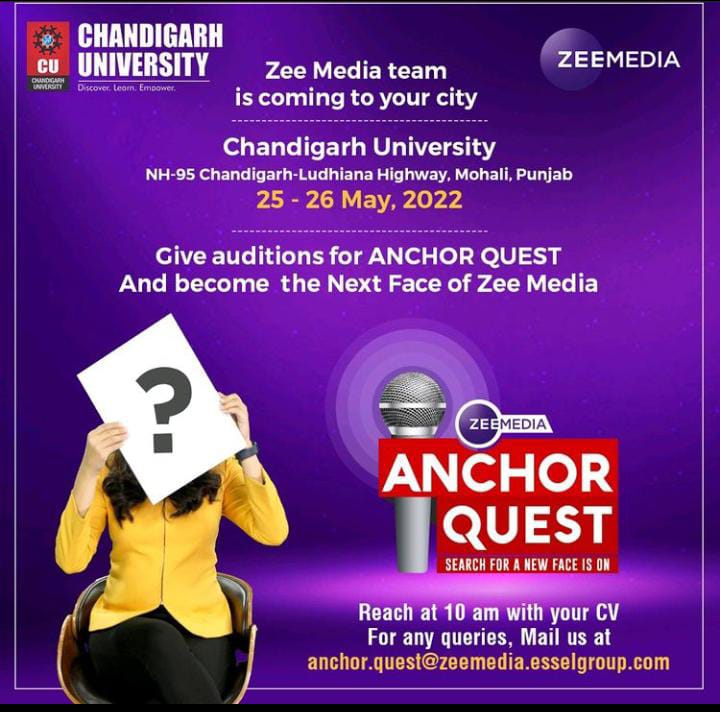 CU
CHANDIGARH
UNIVERSITY
CHANDIGARH
UNIVERSITY
Discover. Learn. Empower.
ZEEMEDIA
Zee Media team
is coming to your city
Chandigarh University
NH-95 Chandigarh-Ludhiana Highway, Mohali, Punjab
25 - 26 May, 2022
Give auditions for ANCHOR QUEST
And become the Next Face of Zee Media
?
ZEEMEDIA
ANCHOR
QUEST
SEARCH FOR A NEW FACE IS ON
Reach at 10 am with your CV
For any queries, Mail us at
anchor.quest@zeemedia.esselgroup.com